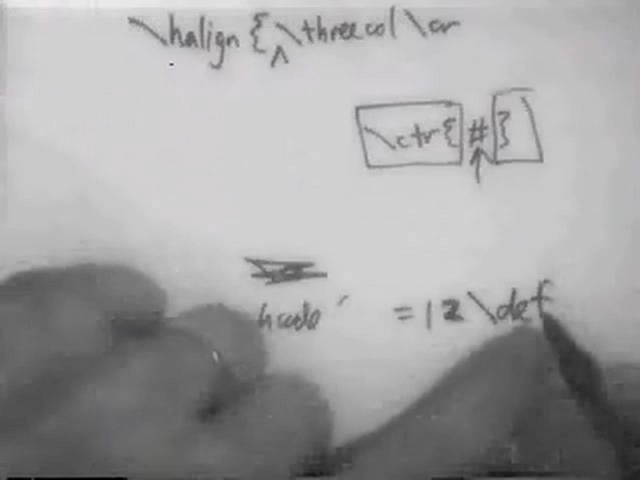 \halign {\threecol\cr
\ctr{ # }
=12 \def